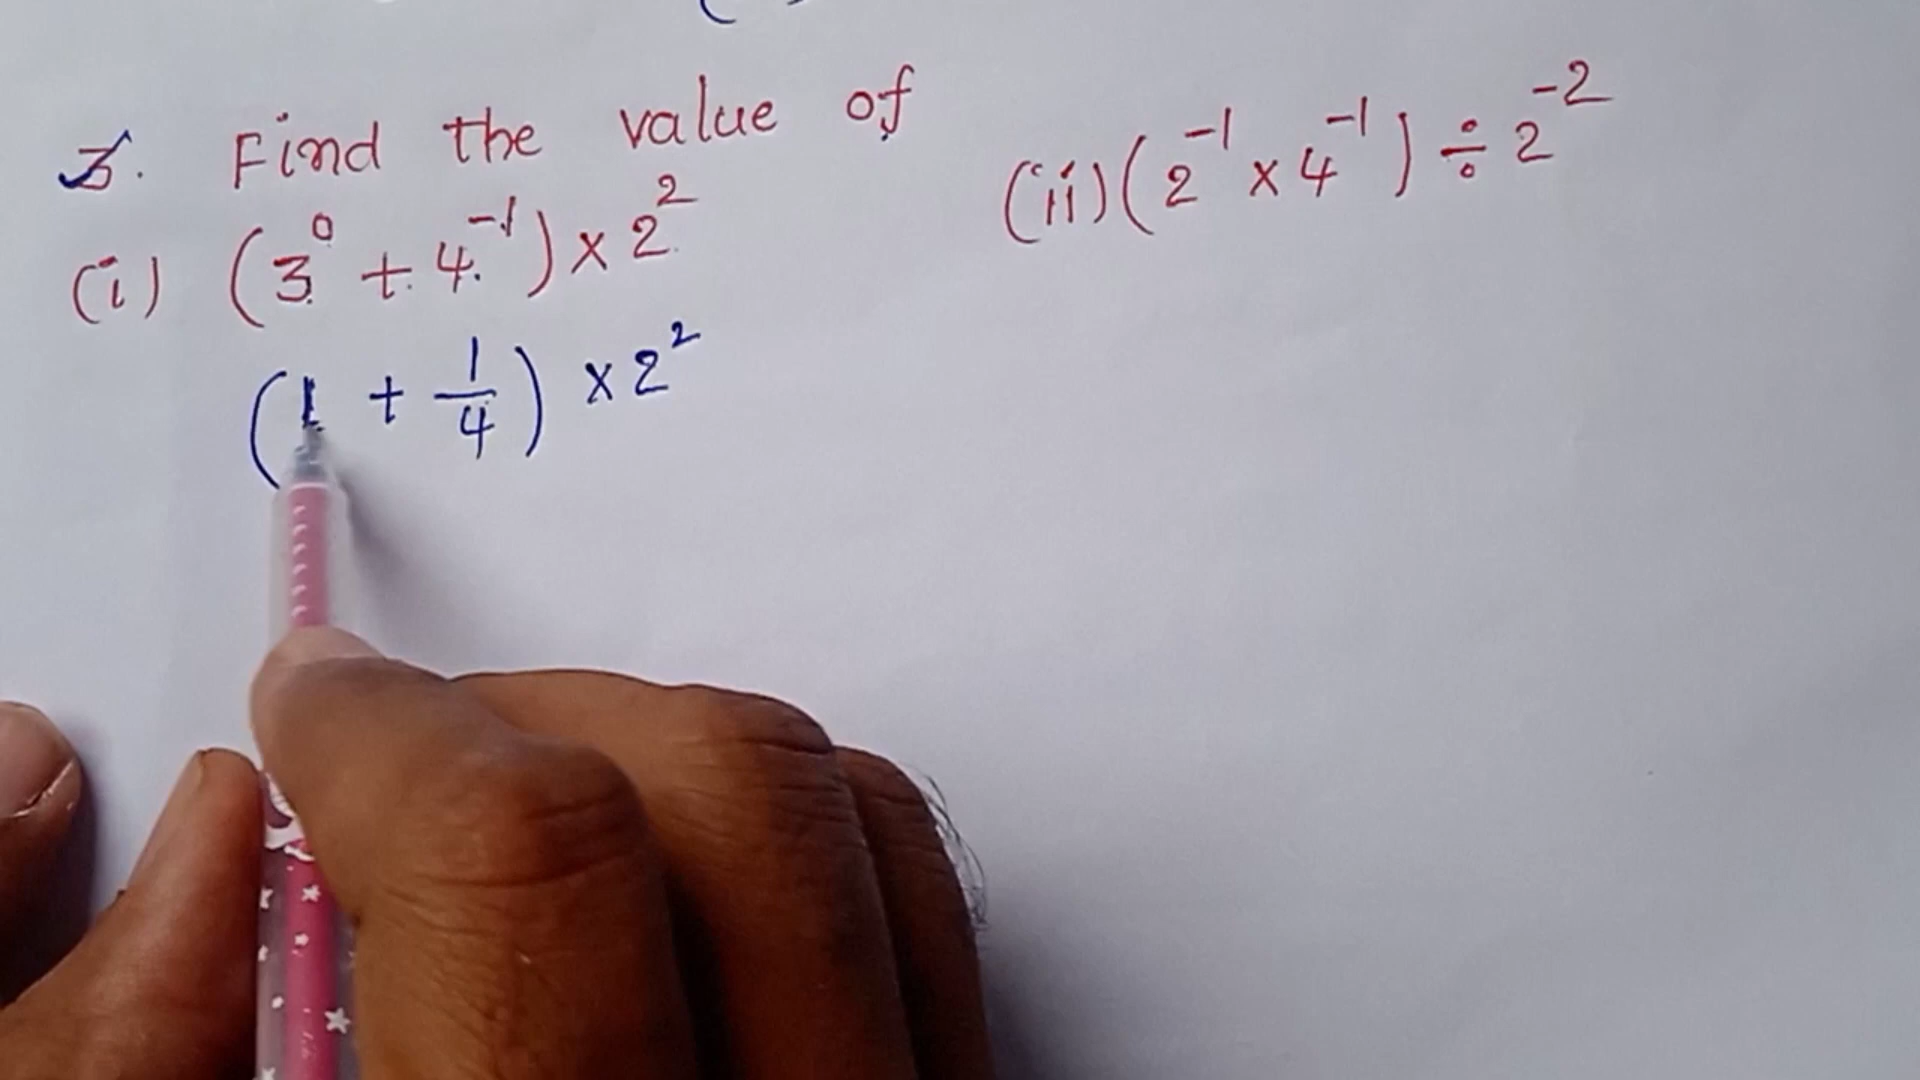 3. Find the value of
(i) (3⁰ + 4⁻¹) × 2²
(ii) (2⁻¹ × 4⁻¹) ÷ 2⁻²
(1 + 1/4) × 2²